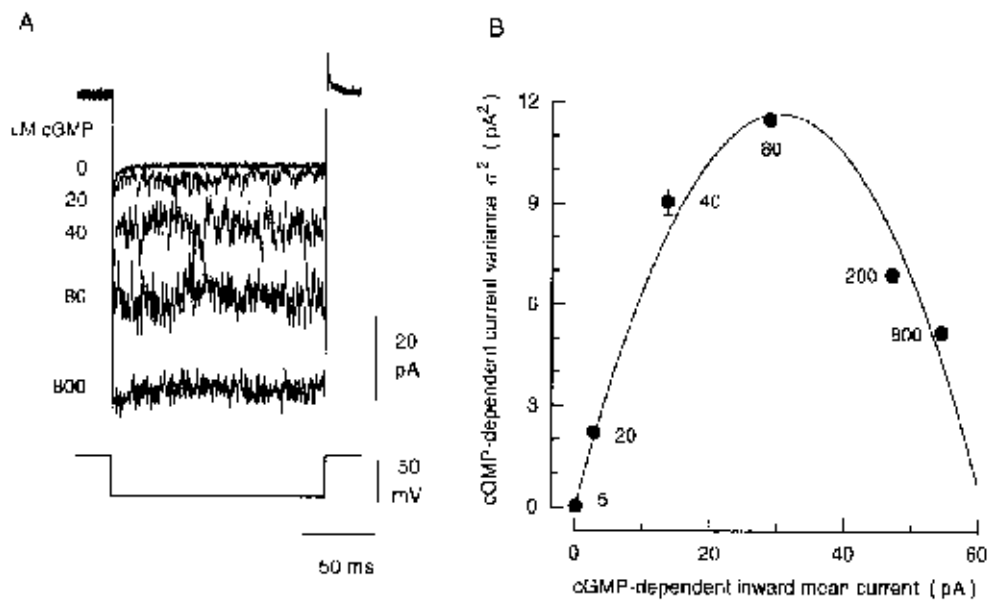 A
μM cGMP
0
20
40
80
800
20
pA
50
mV
50 ms
B
cGMP-dependent current variance σ² (pA²)
12
9
6
3
0
5
20
40
80
200
800
0
20
40
60
cGMP-dependent inward mean current (pA)